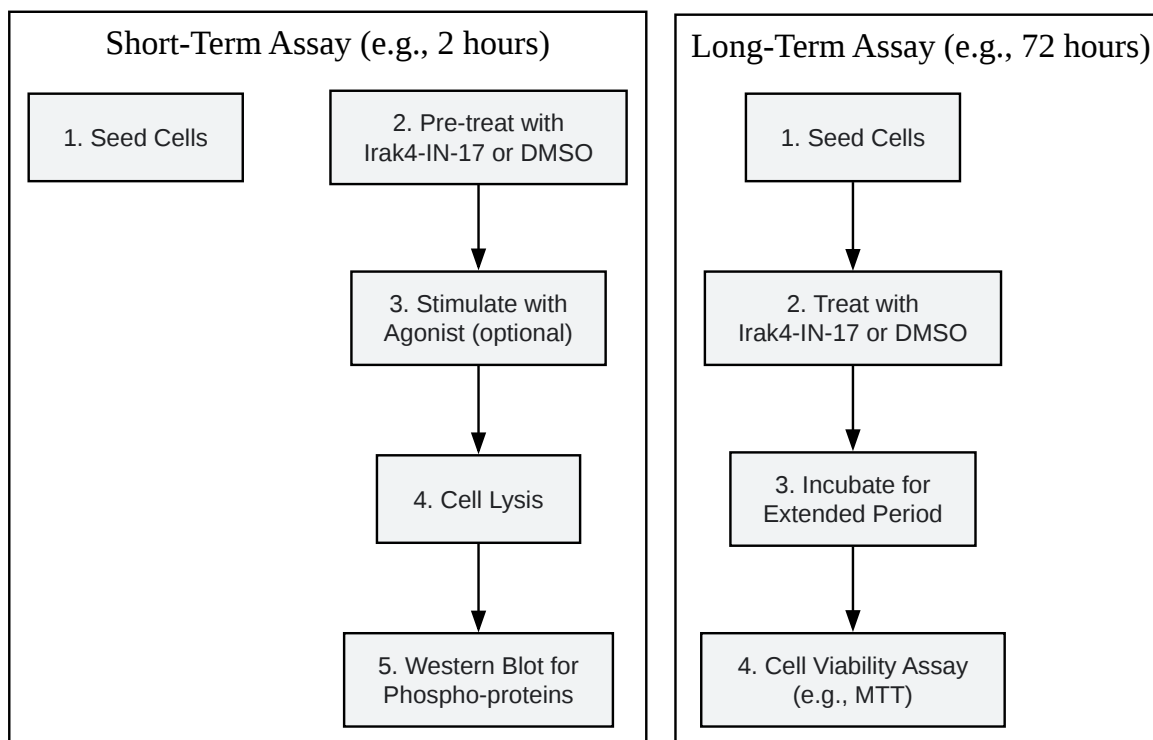 Short-Term Assay (e.g., 2 hours)
1. Seed Cells
2. Pre-treat with
Irak4-IN-17 or DMSO
3. Stimulate with
Agonist (optional)
4. Cell Lysis
5. Western Blot for
Phospho-proteins
Long-Term Assay (e.g., 72 hours)
1. Seed Cells
2. Treat with
Irak4-IN-17 or DMSO
3. Incubate for
Extended Period
4. Cell Viability Assay
(e.g., MTT)